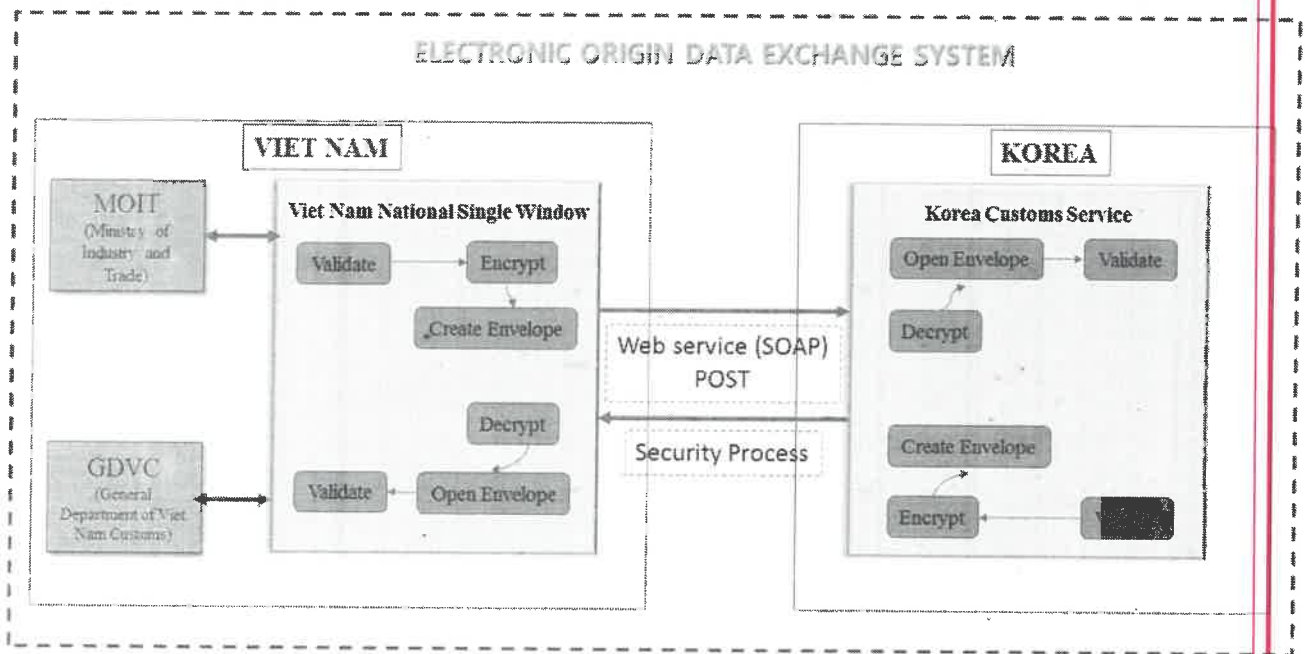 ELECTRONIC ORIGIN DATA EXCHANGE SYSTEM
VIET NAM
MOIT
(Ministry of
Industry and
Trade)
GDVC
(General
Department of Viet
Nam Customs)
Viet Nam National Single Window
Validate
Encrypt
Create Envelope
Decrypt
Validate
Open Envelope
Web service (SOAP)
POST
Security Process
KOREA
Korea Customs Service
Open Envelope
Validate
Decrypt
Create Envelope
Encrypt